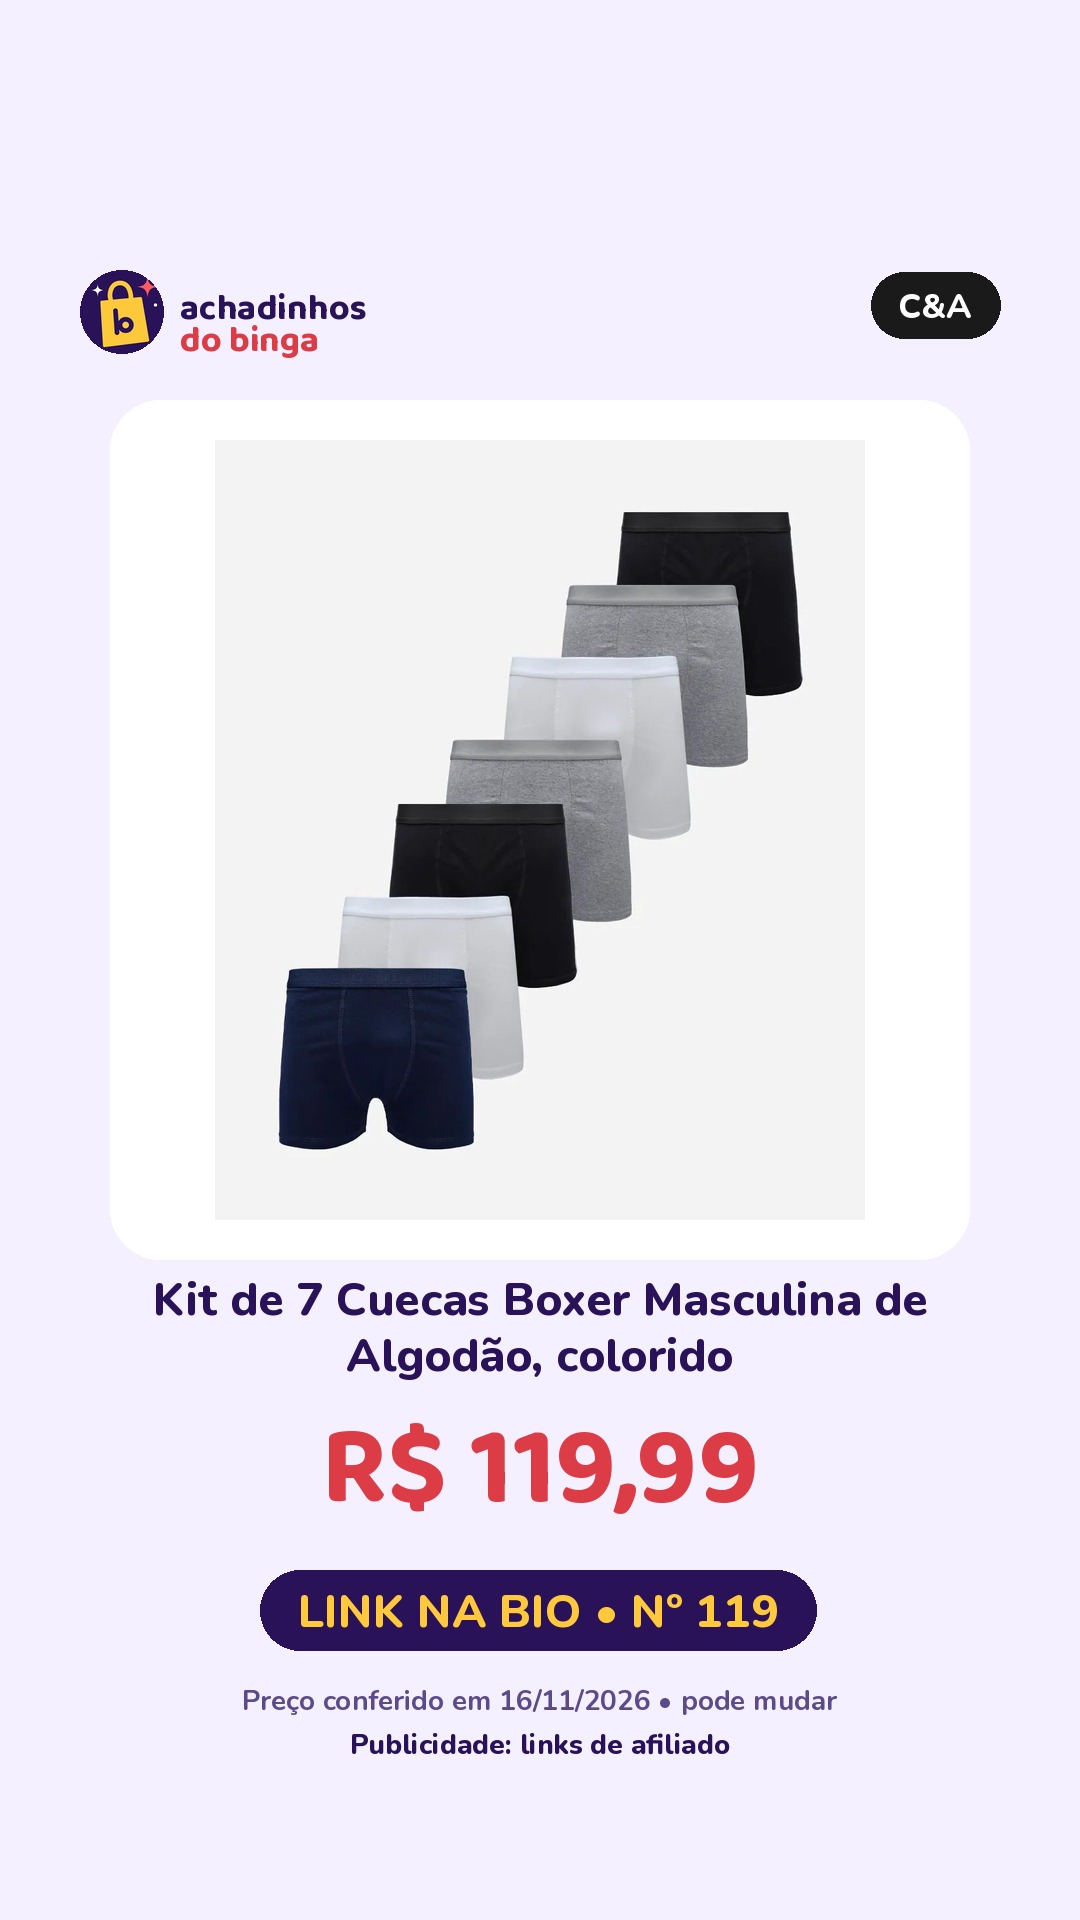 achadinhos
do binga
C&A
Kit de 7 Cuecas Boxer Masculina de
Algodão, colorido
R$ 119,99
LINK NA BIO • Nº 119
Preço conferido em 16/11/2026 • pode mudar
Publicidade: links de afiliado